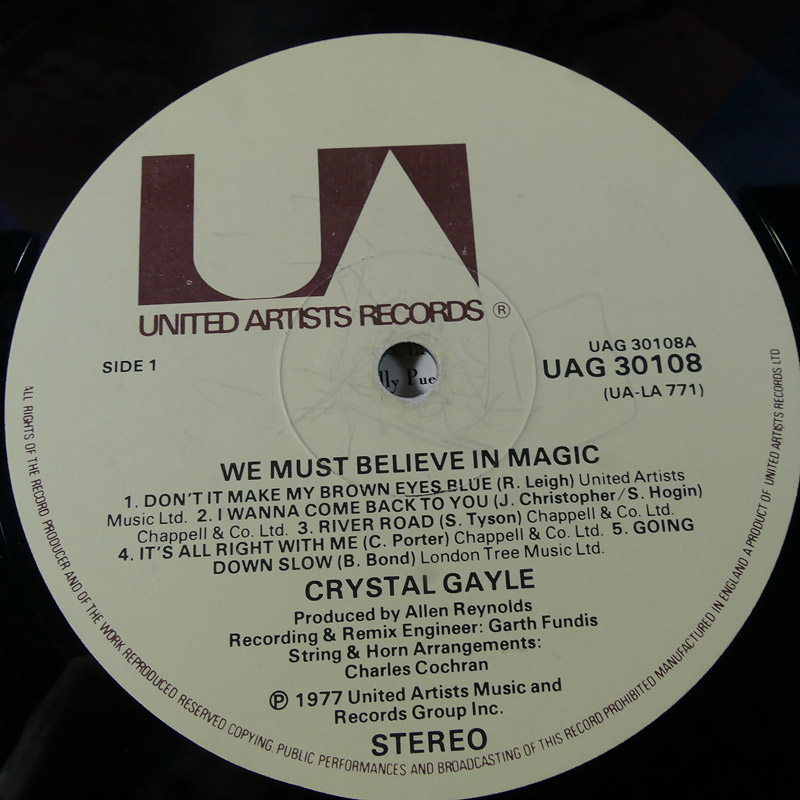 UA
UNITED ARTISTS RECORDS ®
SIDE 1
UAG 30108A
UAG 30108
(UA-LA 771)
lly Pue
WE MUST BELIEVE IN MAGIC
1. DON'T IT MAKE MY BROWN EYES BLUE (R. Leigh) United Artists
Music Ltd. 2. I WANNA COME BACK TO YOU (J. Christopher/S. Hogin)
Chappell & Co. Ltd. 3. RIVER ROAD (S. Tyson) Chappell & Co. Ltd.
4. IT'S ALL RIGHT WITH ME (C. Porter) Chappell & Co. Ltd. 5. GOING
DOWN SLOW (B. Bond) London Tree Music Ltd.
CRYSTAL GAYLE
Produced by Allen Reynolds
Recording & Remix Engineer: Garth Fundis
String & Horn Arrangements:
Charles Cochran
℗ 1977 United Artists Music and
Records Group Inc.
STEREO
ALL RIGHTS OF THE RECORD PRODUCER AND OF THE WORK REPRODUCED RESERVED COPYING, PUBLIC PERFORMANCES AND BROADCASTING OF THIS RECORD PROHIBITED MANUFACTURED IN ENGLAND A PRODUCT OF UNITED ARTISTS RECORDS LTD